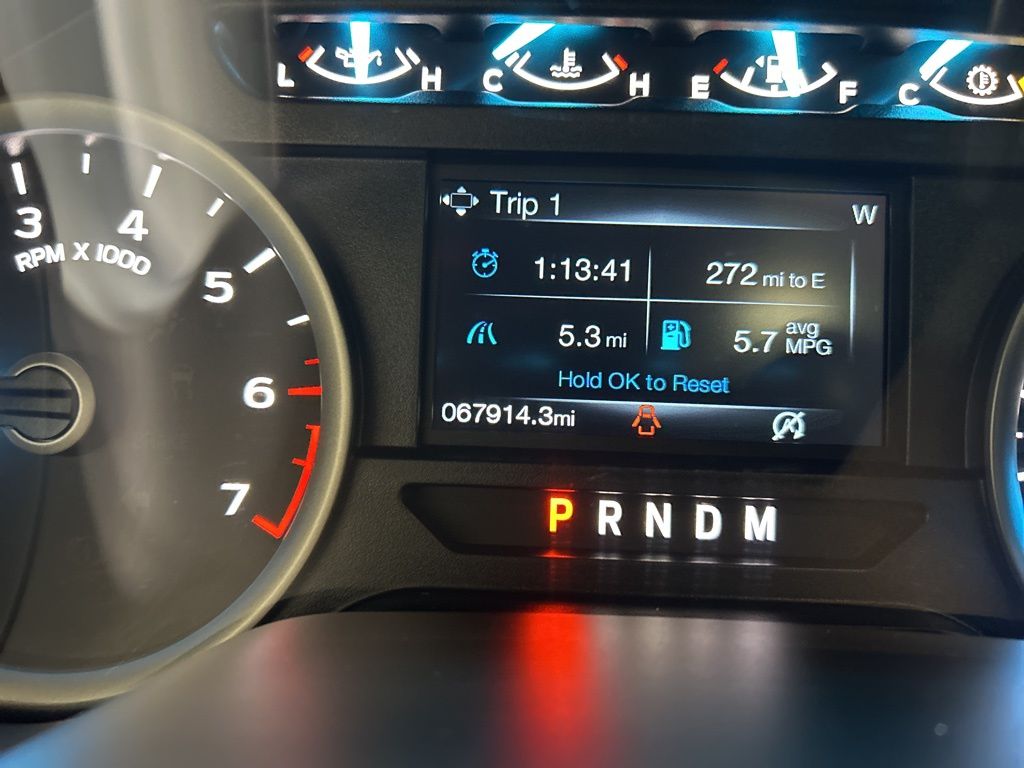 L H C H E F C
3 4 5 6 7
RPM X 1000
Trip 1 W
1:13:41 272 mi to E
5.3 mi 5.7 avg MPG
Hold OK to Reset
067914.3mi
P R N D M